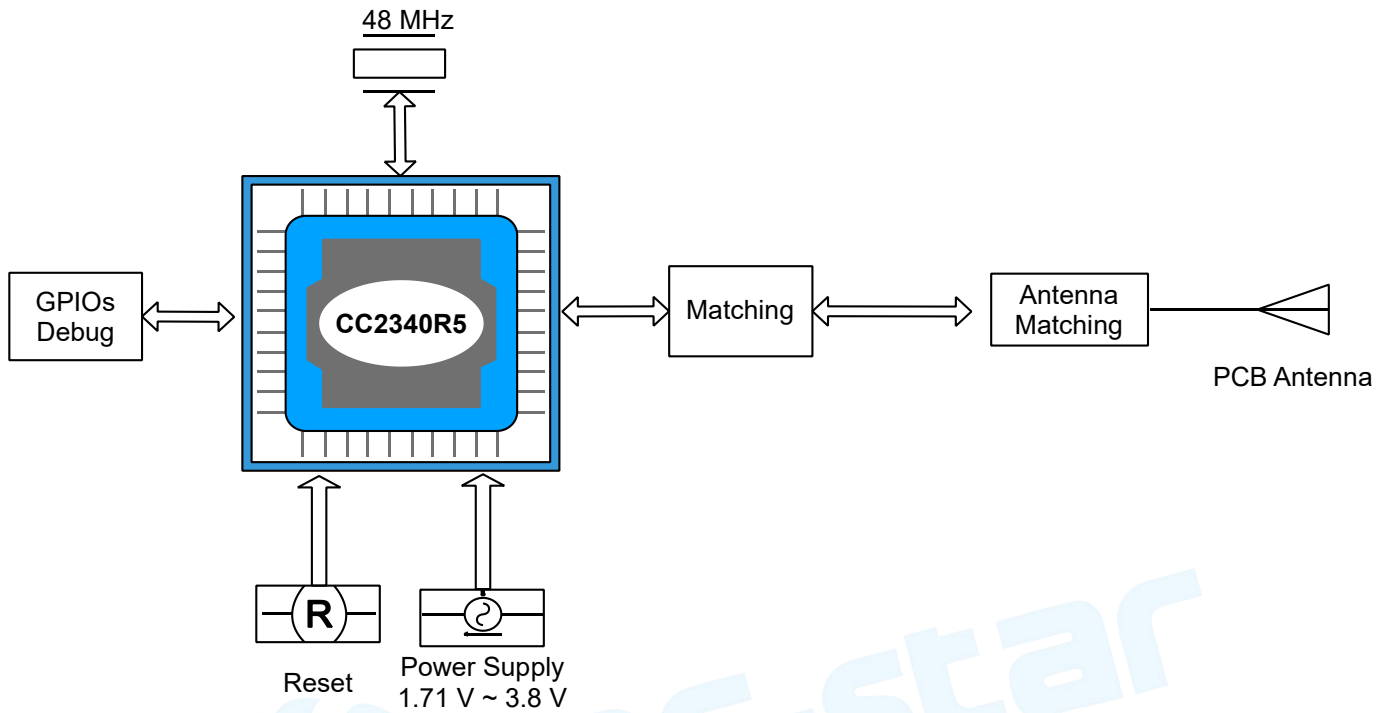 48 MHz
GPIOs
Debug
CC2340R5
Matching
Antenna
Matching
PCB Antenna
R
Reset
Power Supply
1.71 V ~ 3.8 V